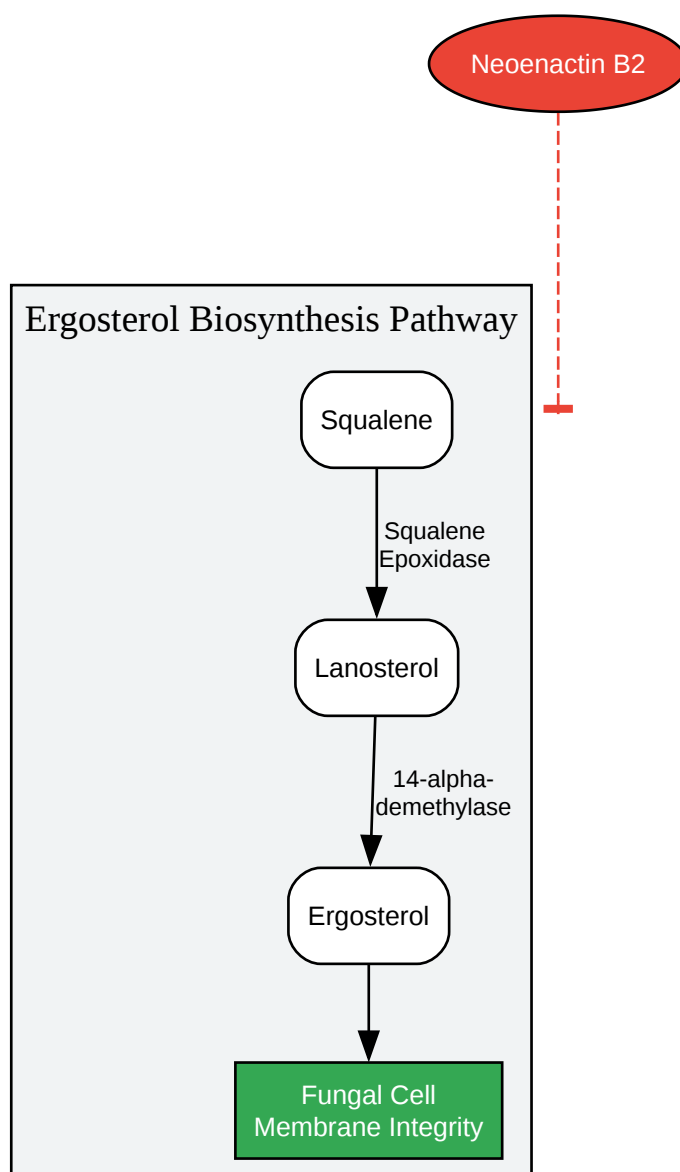 Neoenactin B2
Ergosterol Biosynthesis Pathway
Squalene
Squalene
Epoxidase
Lanosterol
14-alpha-
demethylase
Ergosterol
Fungal Cell
Membrane Integrity